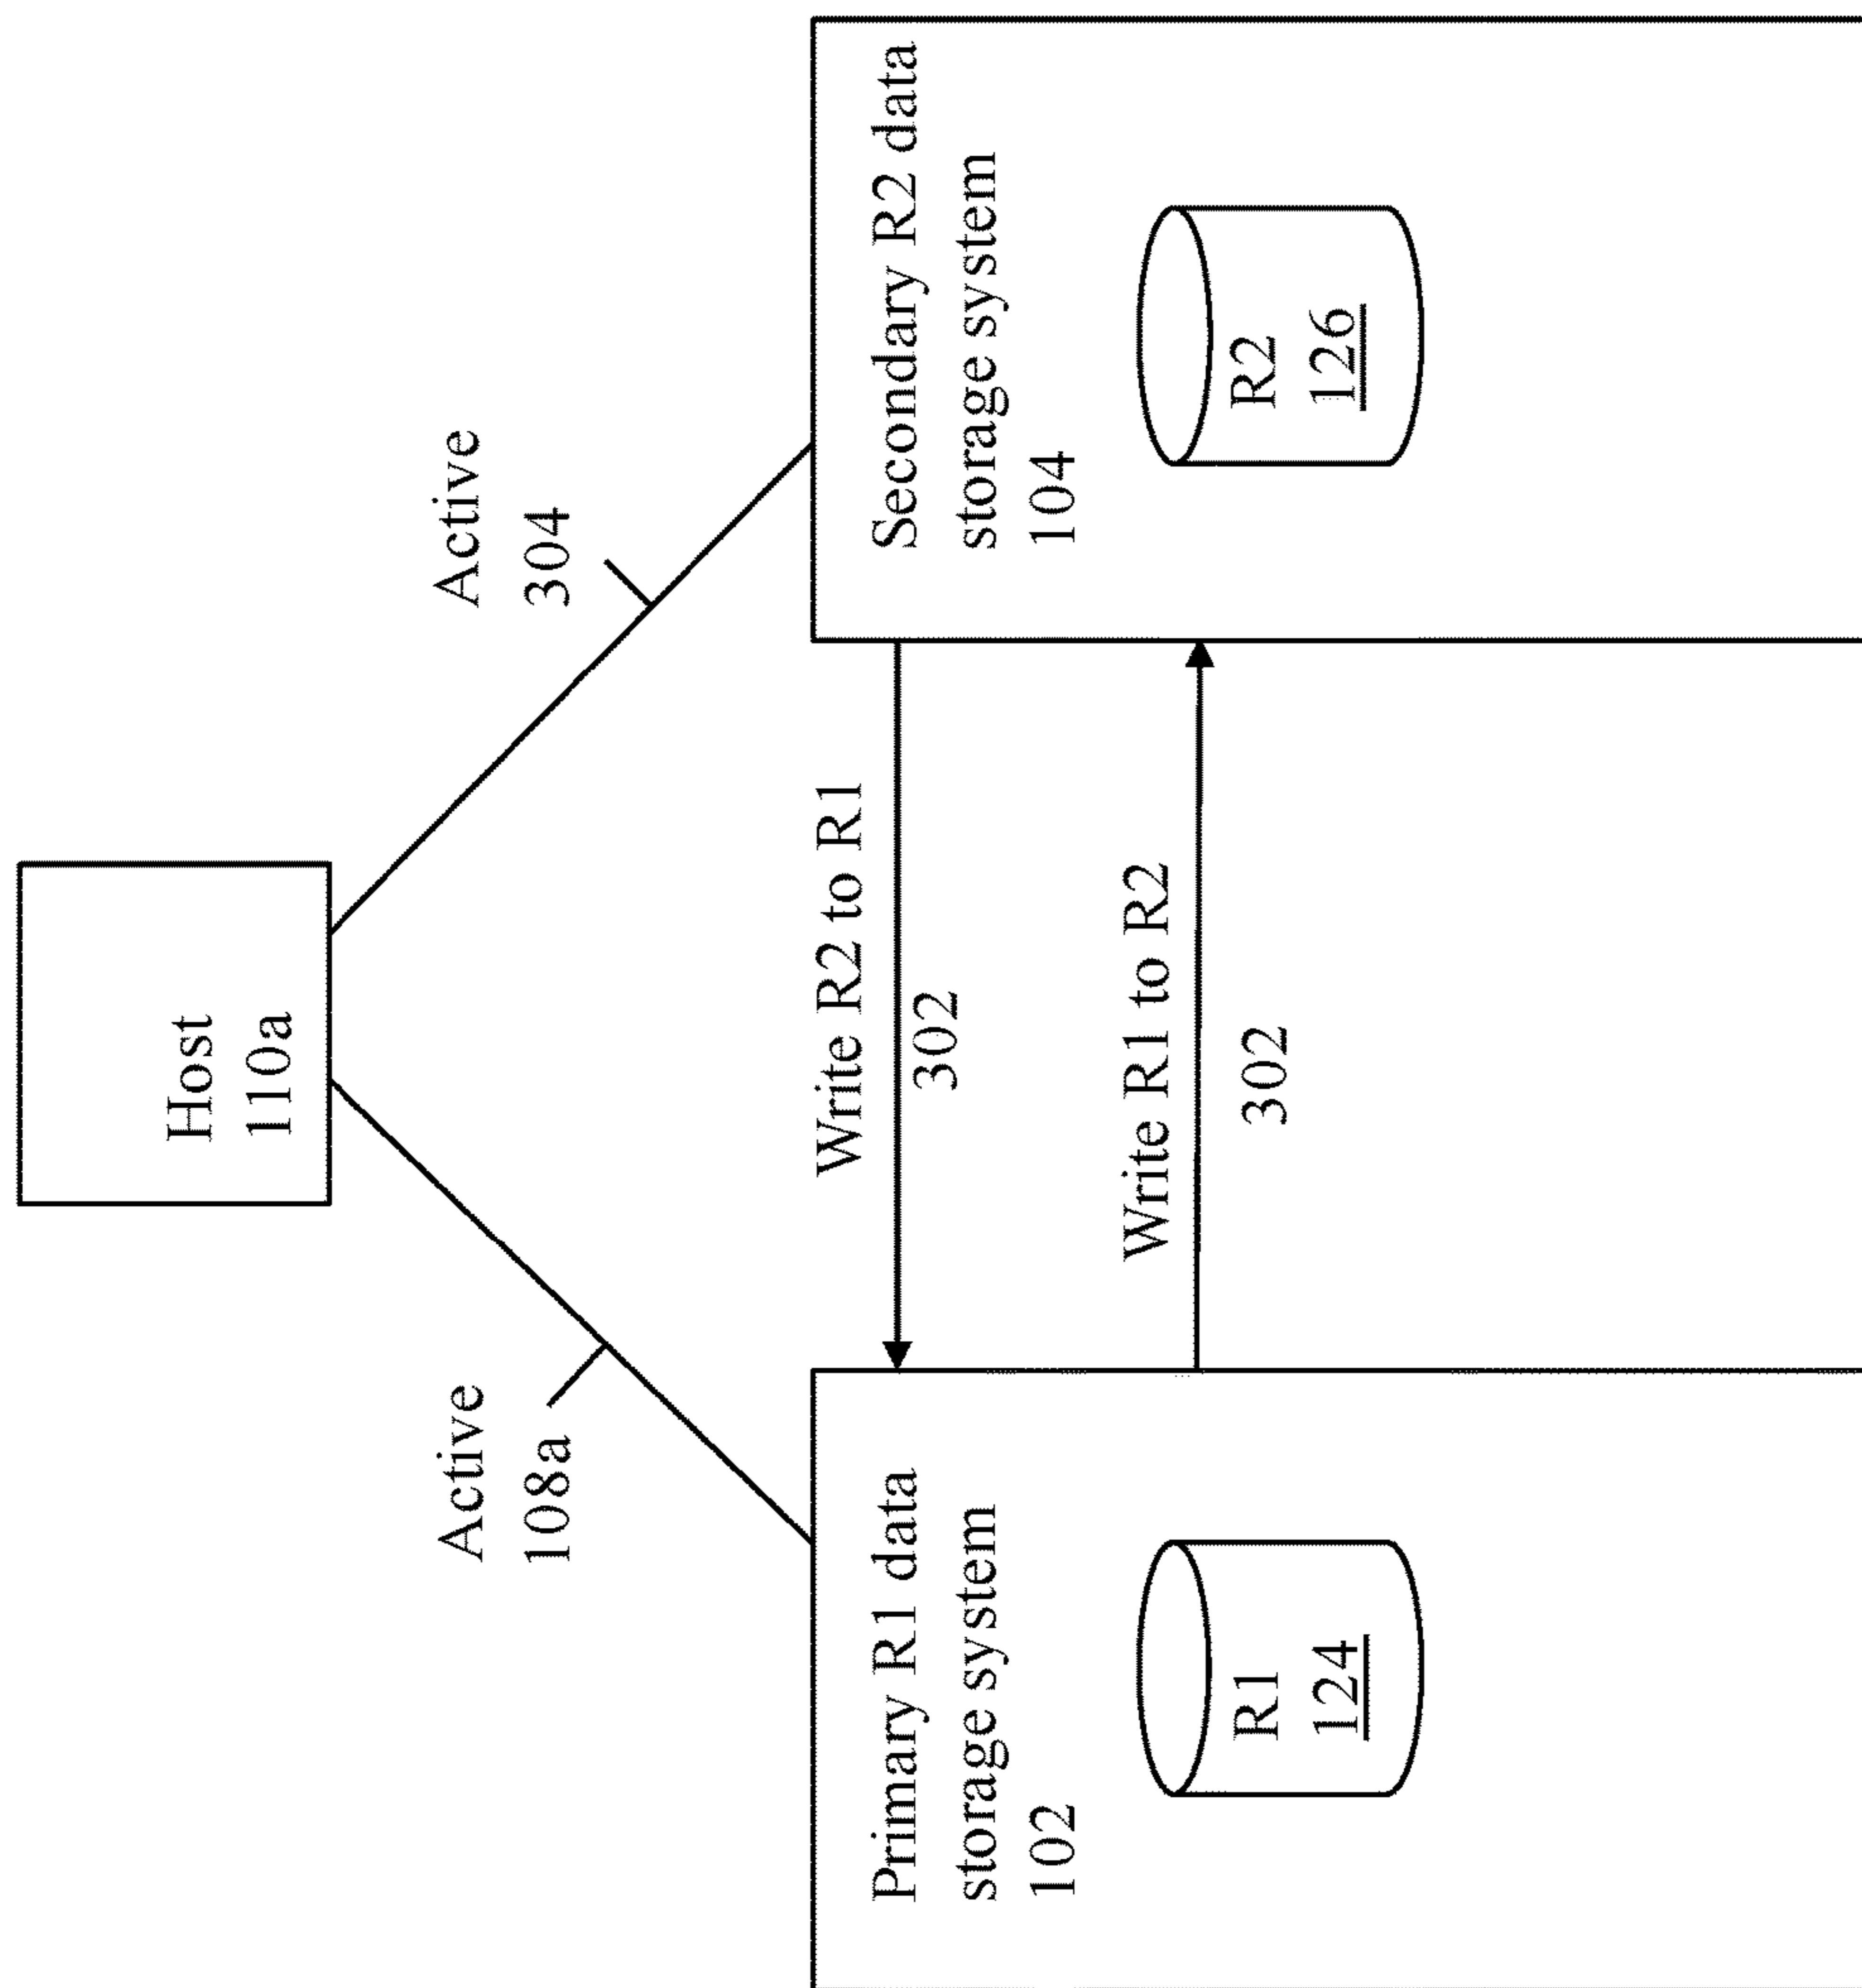 Host
110a
Active
108a
Active
304
Primary R1 data
storage system
102
R1
124
Write R2 to R1
302
Write R1 to R2
302
Secondary R2 data
storage system
104
R2
126